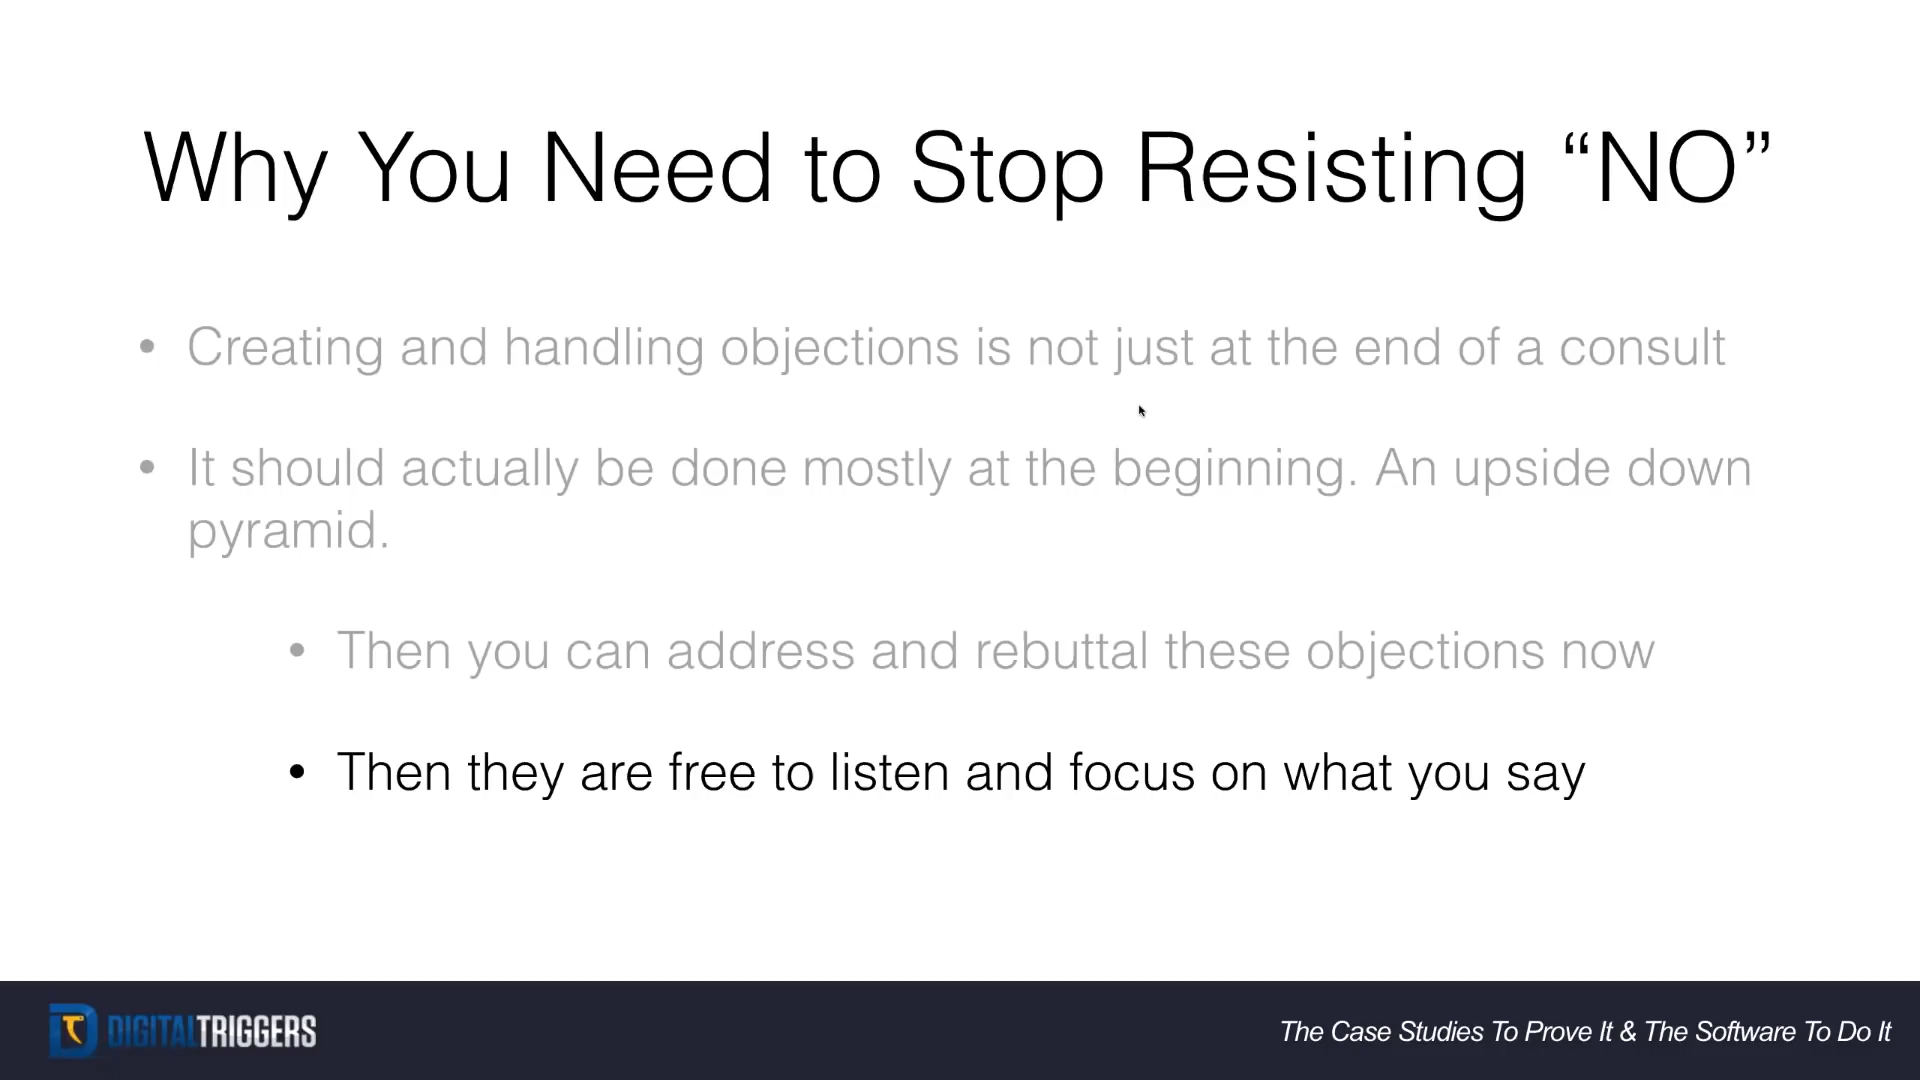 Why You Need to Stop Resisting “NO”
• Creating and handling objections is not just at the end of a consult
• It should actually be done mostly at the beginning. An upside down
pyramid.
• Then you can address and rebuttal these objections now
• Then they are free to listen and focus on what you say
DIGITALTRIGGERS
The Case Studies To Prove It & The Software To Do It